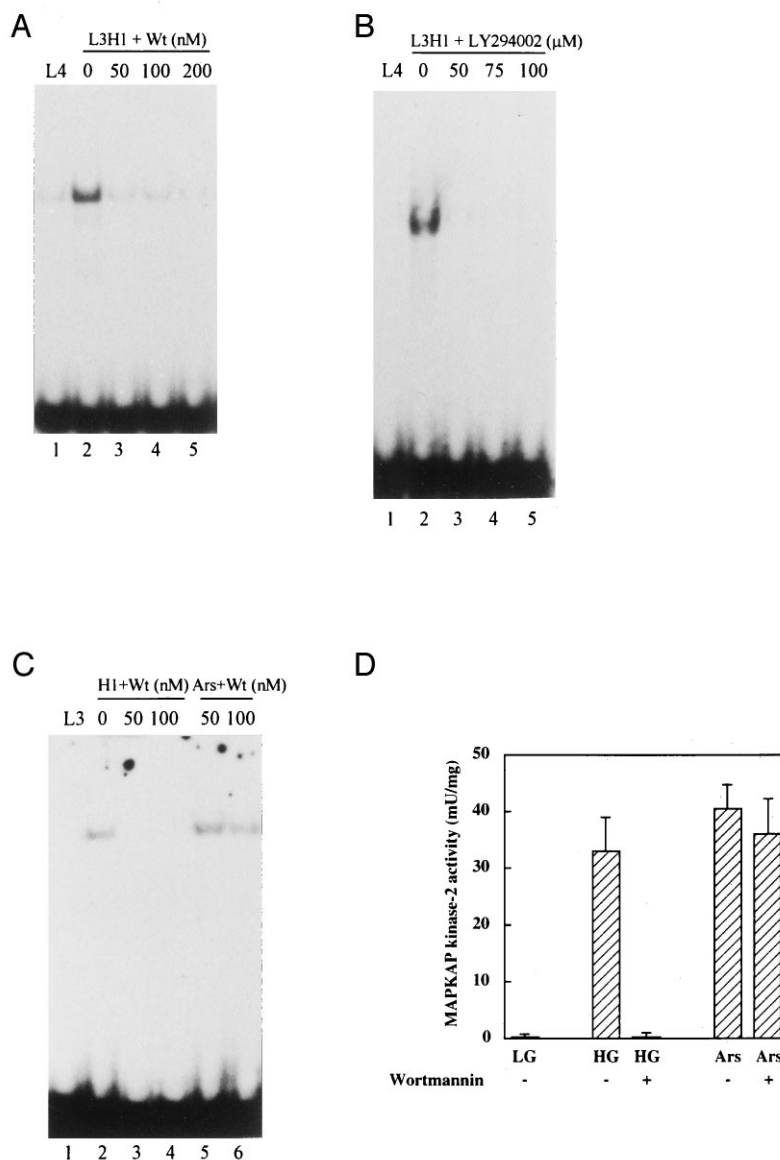 A
L3H1 + Wt (nM)
L4 0 50 100 200
1 2 3 4 5
B
L3H1 + LY294002 (μM)
L4 0 50 75 100
1 2 3 4 5
C
H1+Wt (nM) Ars+Wt (nM)
L3 0 50 100 50 100
1 2 3 4 5 6
D
MAPKAP kinase-2 activity (mU/mg)
50
40
30
20
10
0
LG HG HG Ars Ars
Wortmannin - - + - +